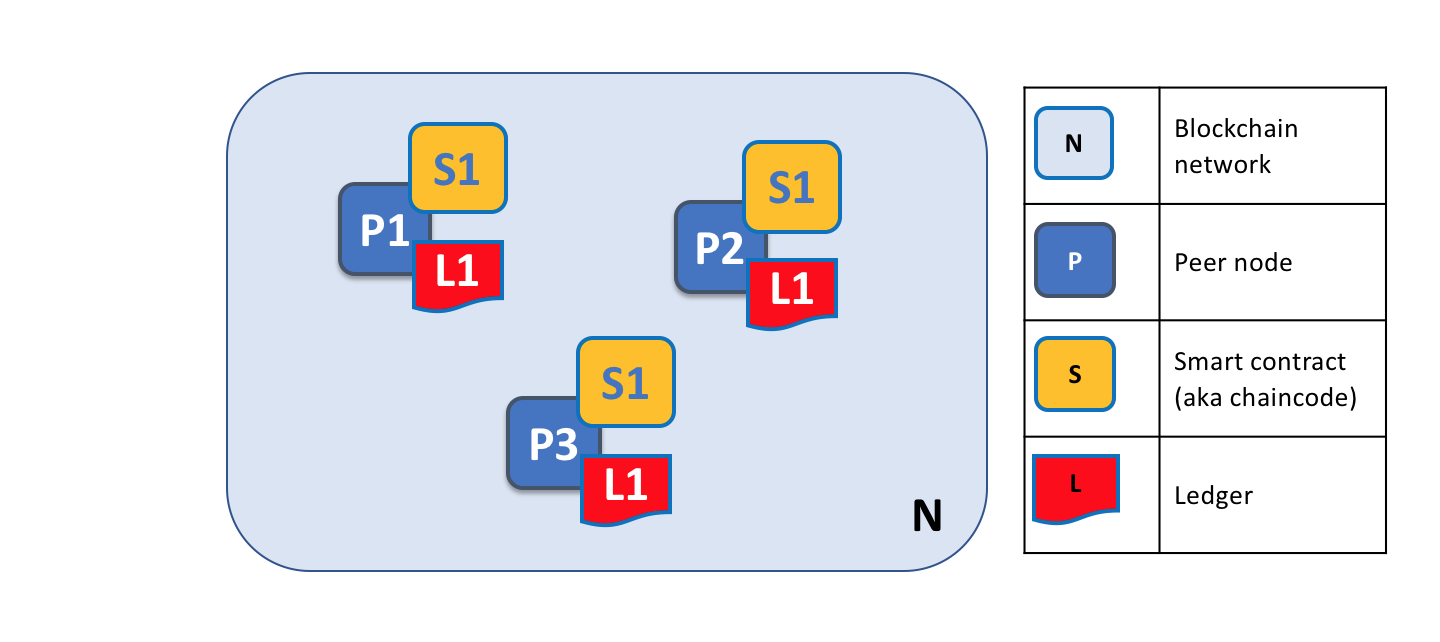 S1
P1
L1
S1
P2
L1
S1
P3
L1
N
N
Blockchain
network
P
Peer node
S
Smart contract
(aka chaincode)
L
Ledger